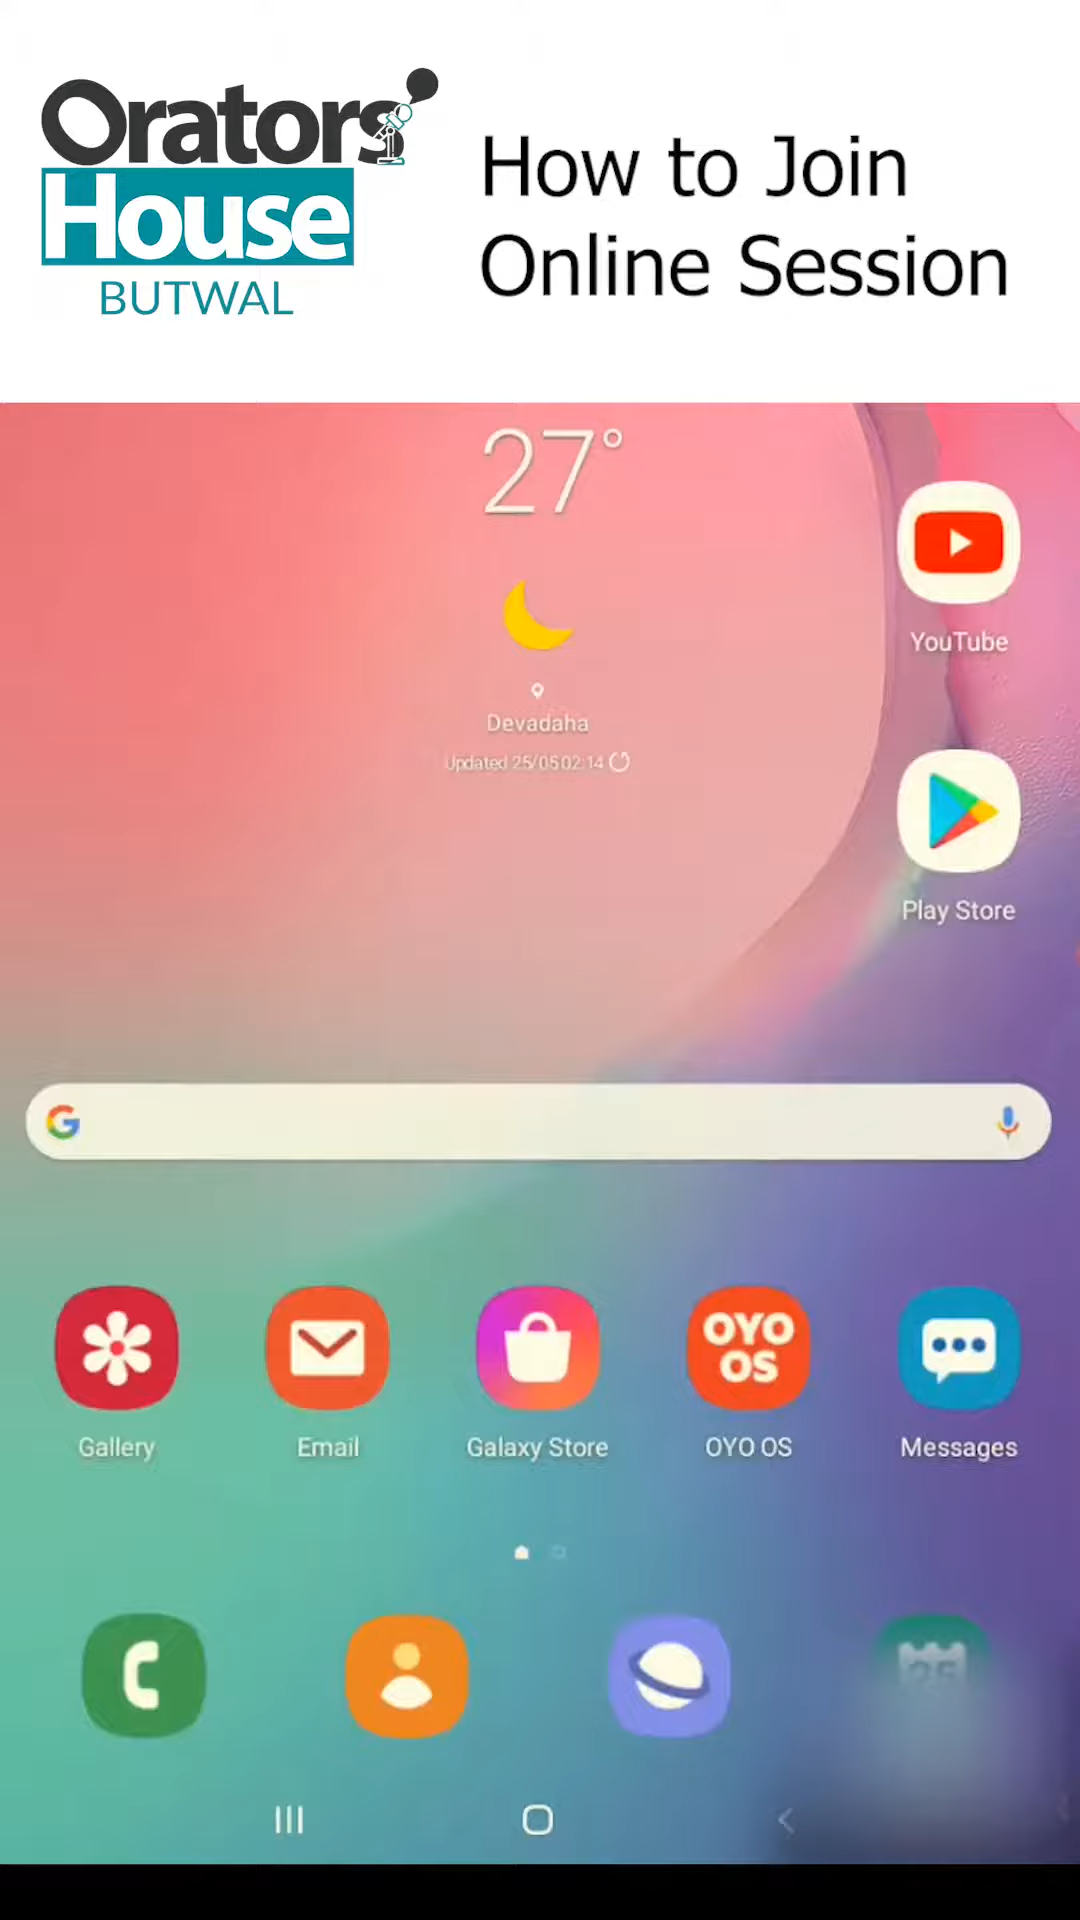 Orators'
House
BUTWAL
How to Join
Online Session
27°
YouTube
Devadaha
Updated 25/05 02:14
Play Store
G
OYO
OS
Gallery
Email
Galaxy Store
OYO OS
Messages
25